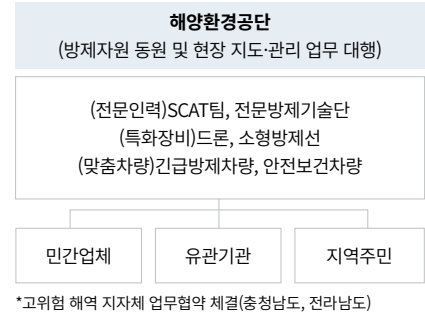 해양환경공단
(방제자원 동원 및 현장 지도·관리 업무 대행)
(전문인력)SCAT팀, 전문방제기술단
(특화장비)드론, 소형방제선
(맞춤차량)긴급방제차량, 안전보건차량
민간업체
유관기관
지역주민
*고위험 해역 지자체 업무협약 체결(충청남도, 전라남도)